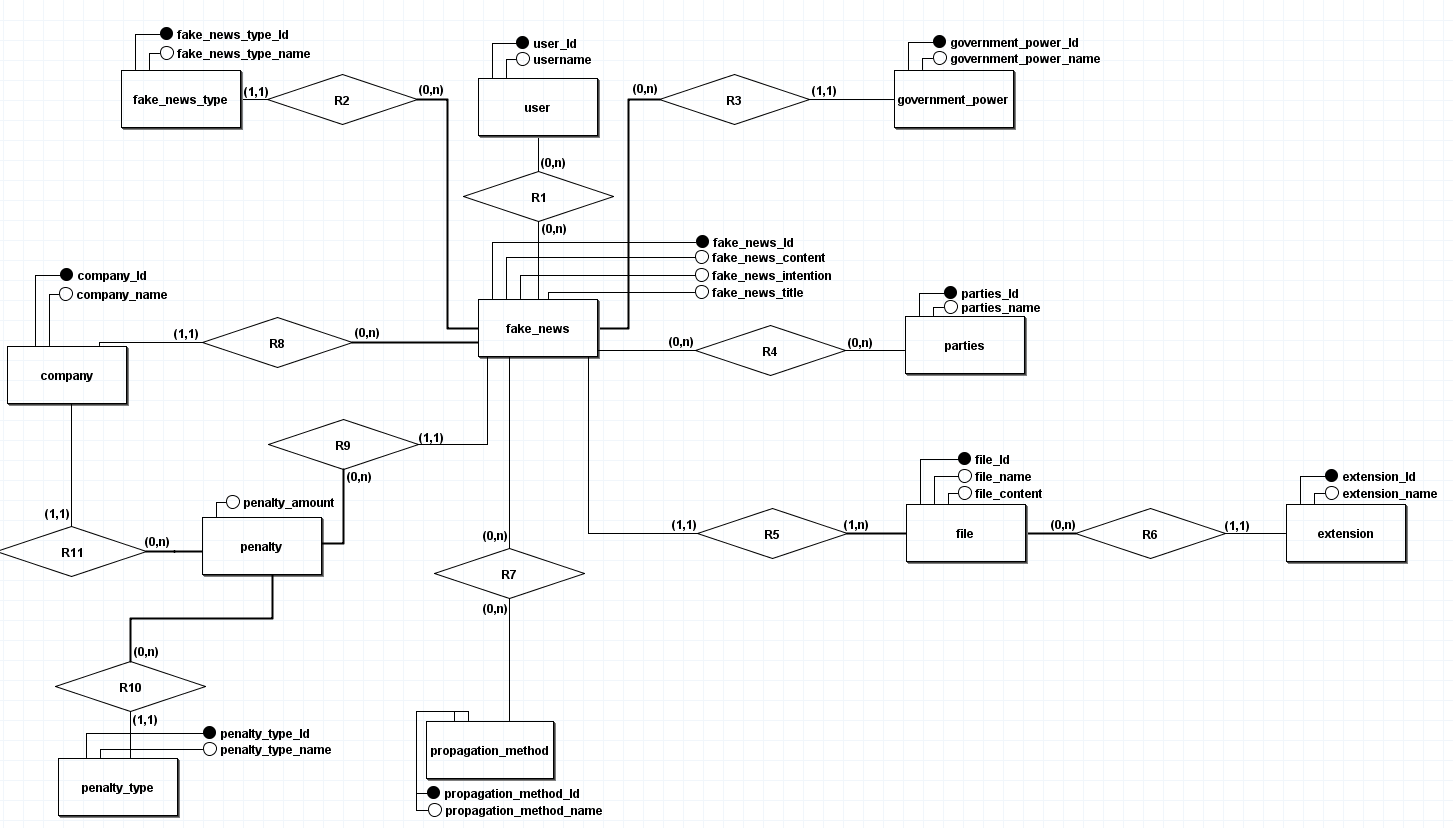 fake_news_type_Id
fake_news_type_name
fake_news_type
(1,1)
R2
(0,n)
user_Id
username
user
(0,n)
R1
(0,n)
government_power_Id
government_power_name
government_power
(0,n)
R3
(1,1)
fake_news_Id
fake_news_content
fake_news_intention
fake_news_title
fake_news
company_Id
company_name
company
(1,1)
R8
(0,n)
parties_Id
parties_name
parties
(0,n)
R4
(0,n)
R9
(1,1)
(0,n)
penalty_amount
penalty
(1,1)
R11
(0,n)
file_Id
file_name
file_content
file
(1,1)
R5
(1,n)
extension_Id
extension_name
extension
(0,n)
R6
(1,1)
(0,n)
R7
(0,n)
(0,n)
R10
(1,1)
penalty_type_Id
penalty_type_name
penalty_type
propagation_method
propagation_method_Id
propagation_method_name